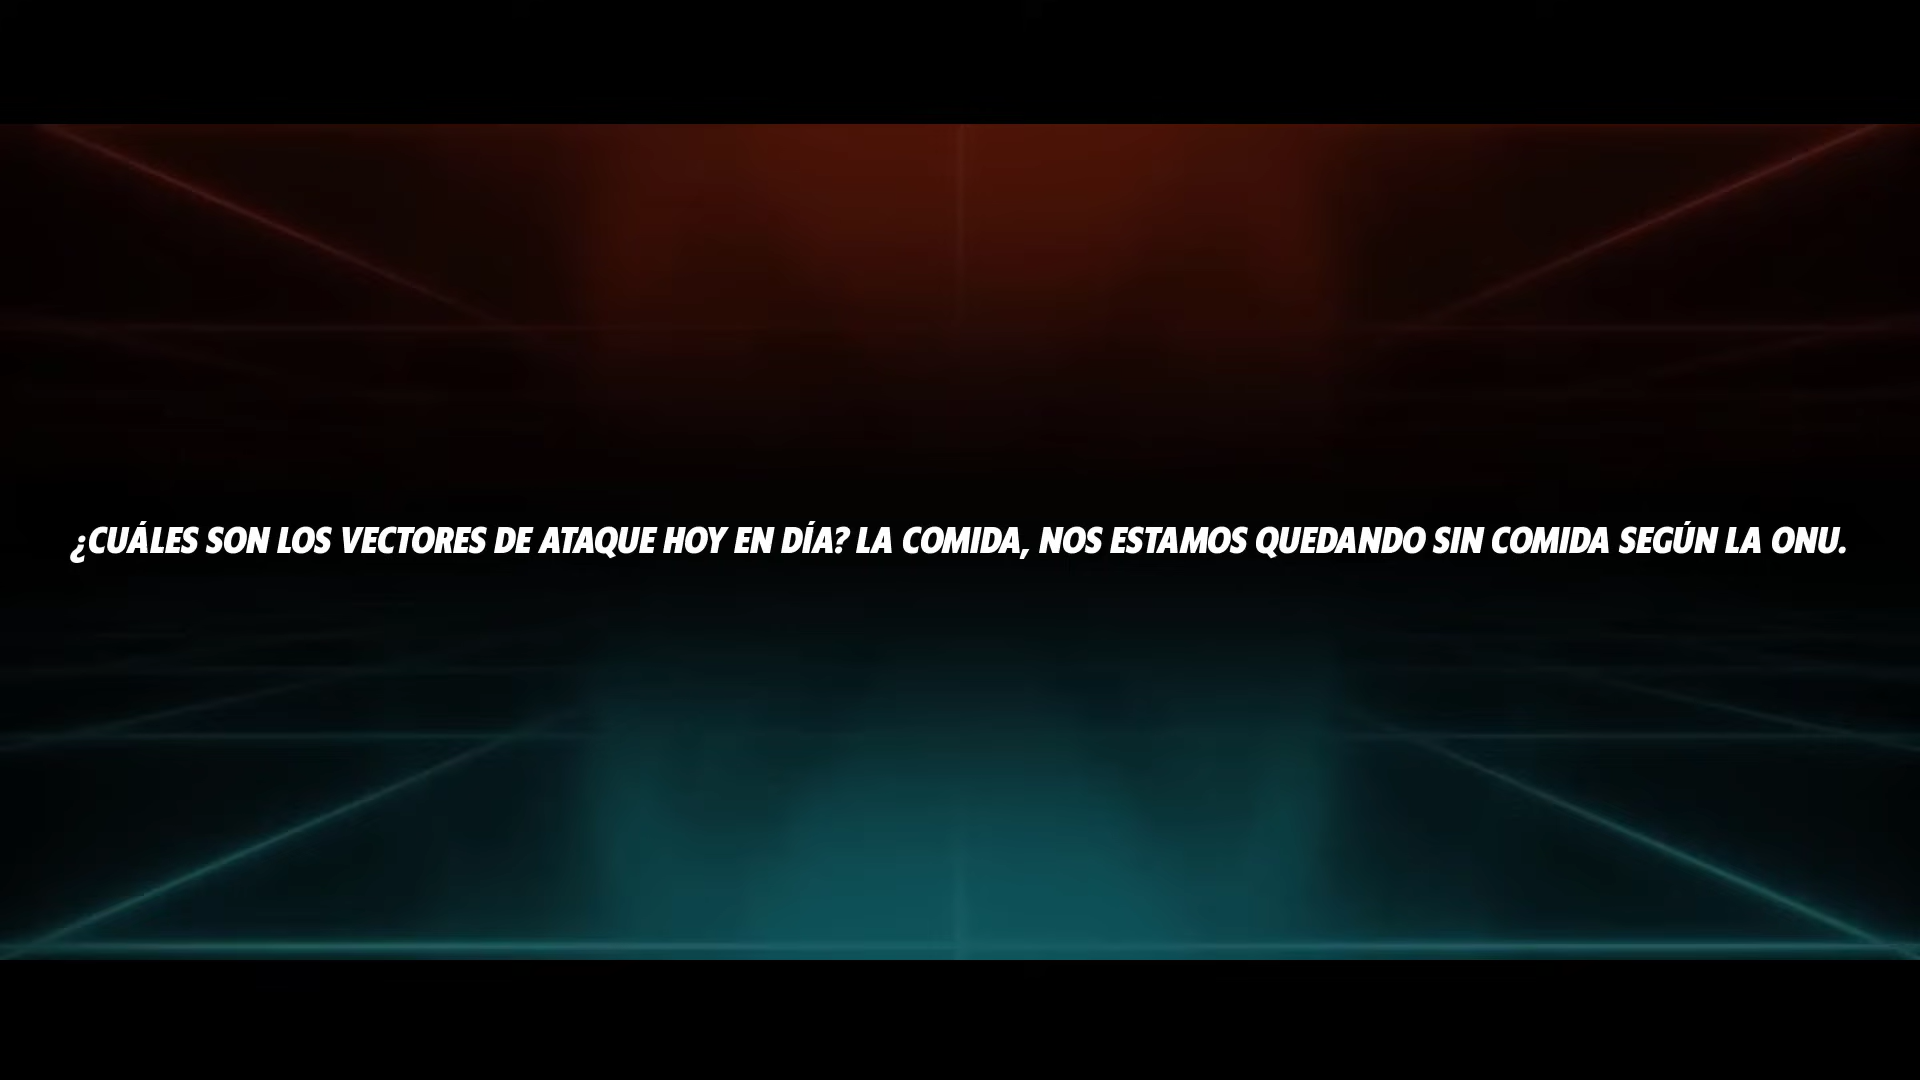 ¿CUÁLES SON LOS VECTORES DE ATAQUE HOY EN DÍA? LA COMIDA, NOS ESTAMOS QUEDANDO SIN COMIDA SEGÚN LA ONU.